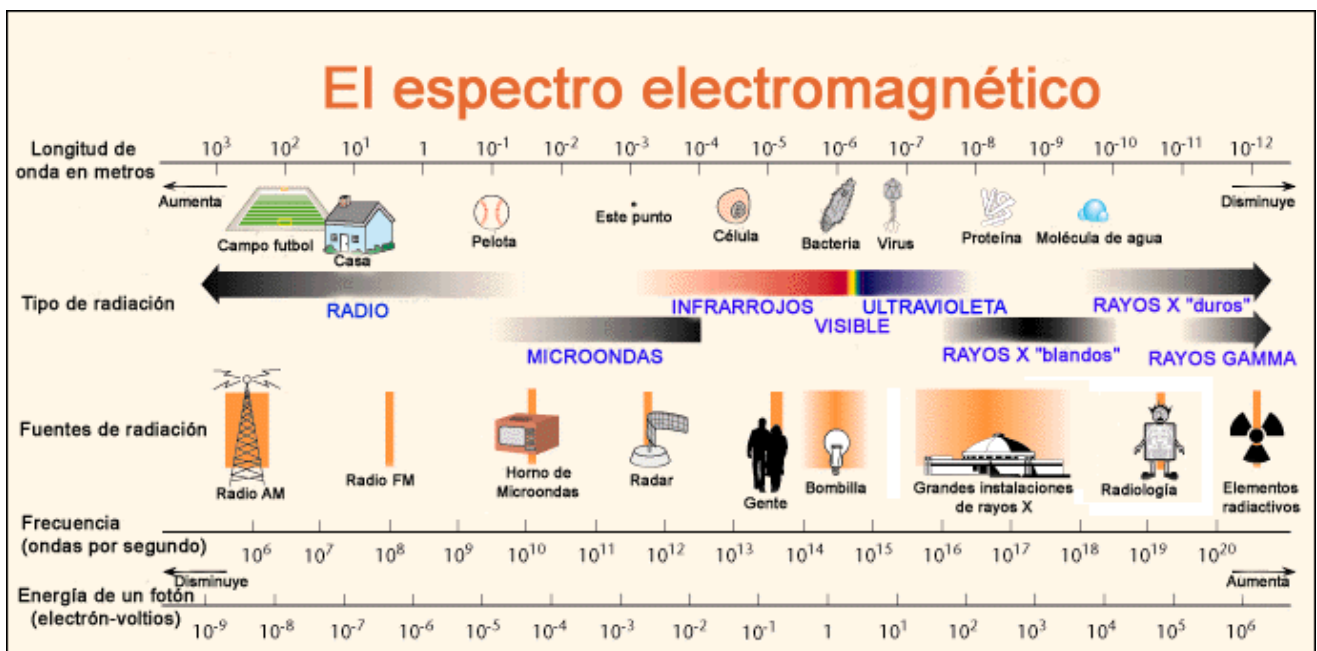 El espectro electromagnético
Longitud de
onda en metros
10³ 10² 10¹ 1 10⁻¹ 10⁻² 10⁻³ 10⁻⁴ 10⁻⁵ 10⁻⁶ 10⁻⁷ 10⁻⁸ 10⁻⁹ 10⁻¹⁰ 10⁻¹¹ 10⁻¹²
Aumenta
Disminuye
Campo futbol
Casa
Pelota
Este punto
Célula
Bacteria
Virus
Proteína
Molécula de agua
Tipo de radiación
RADIO
INFRARROJOS
ULTRAVIOLETA
RAYOS X "duros"
VISIBLE
MICROONDAS
RAYOS X "blandos"
RAYOS GAMMA
Fuentes de radiación
Radio AM
Radio FM
Horno de
Microondas
Radar
Gente
Bombilla
Grandes instalaciones
de rayos X
Radiología
Elementos
radiactivos
Frecuencia
(ondas por segundo)
10⁶ 10⁷ 10⁸ 10⁹ 10¹⁰ 10¹¹ 10¹² 10¹³ 10¹⁴ 10¹⁵ 10¹⁶ 10¹⁷ 10¹⁸ 10¹⁹ 10²⁰
Disminuye
Aumenta
Energía de un fotón
(electrón-voltios)
10⁻⁹ 10⁻⁸ 10⁻⁷ 10⁻⁶ 10⁻⁵ 10⁻⁴ 10⁻³ 10⁻² 10⁻¹ 1 10¹ 10² 10³ 10⁴ 10⁵ 10⁶